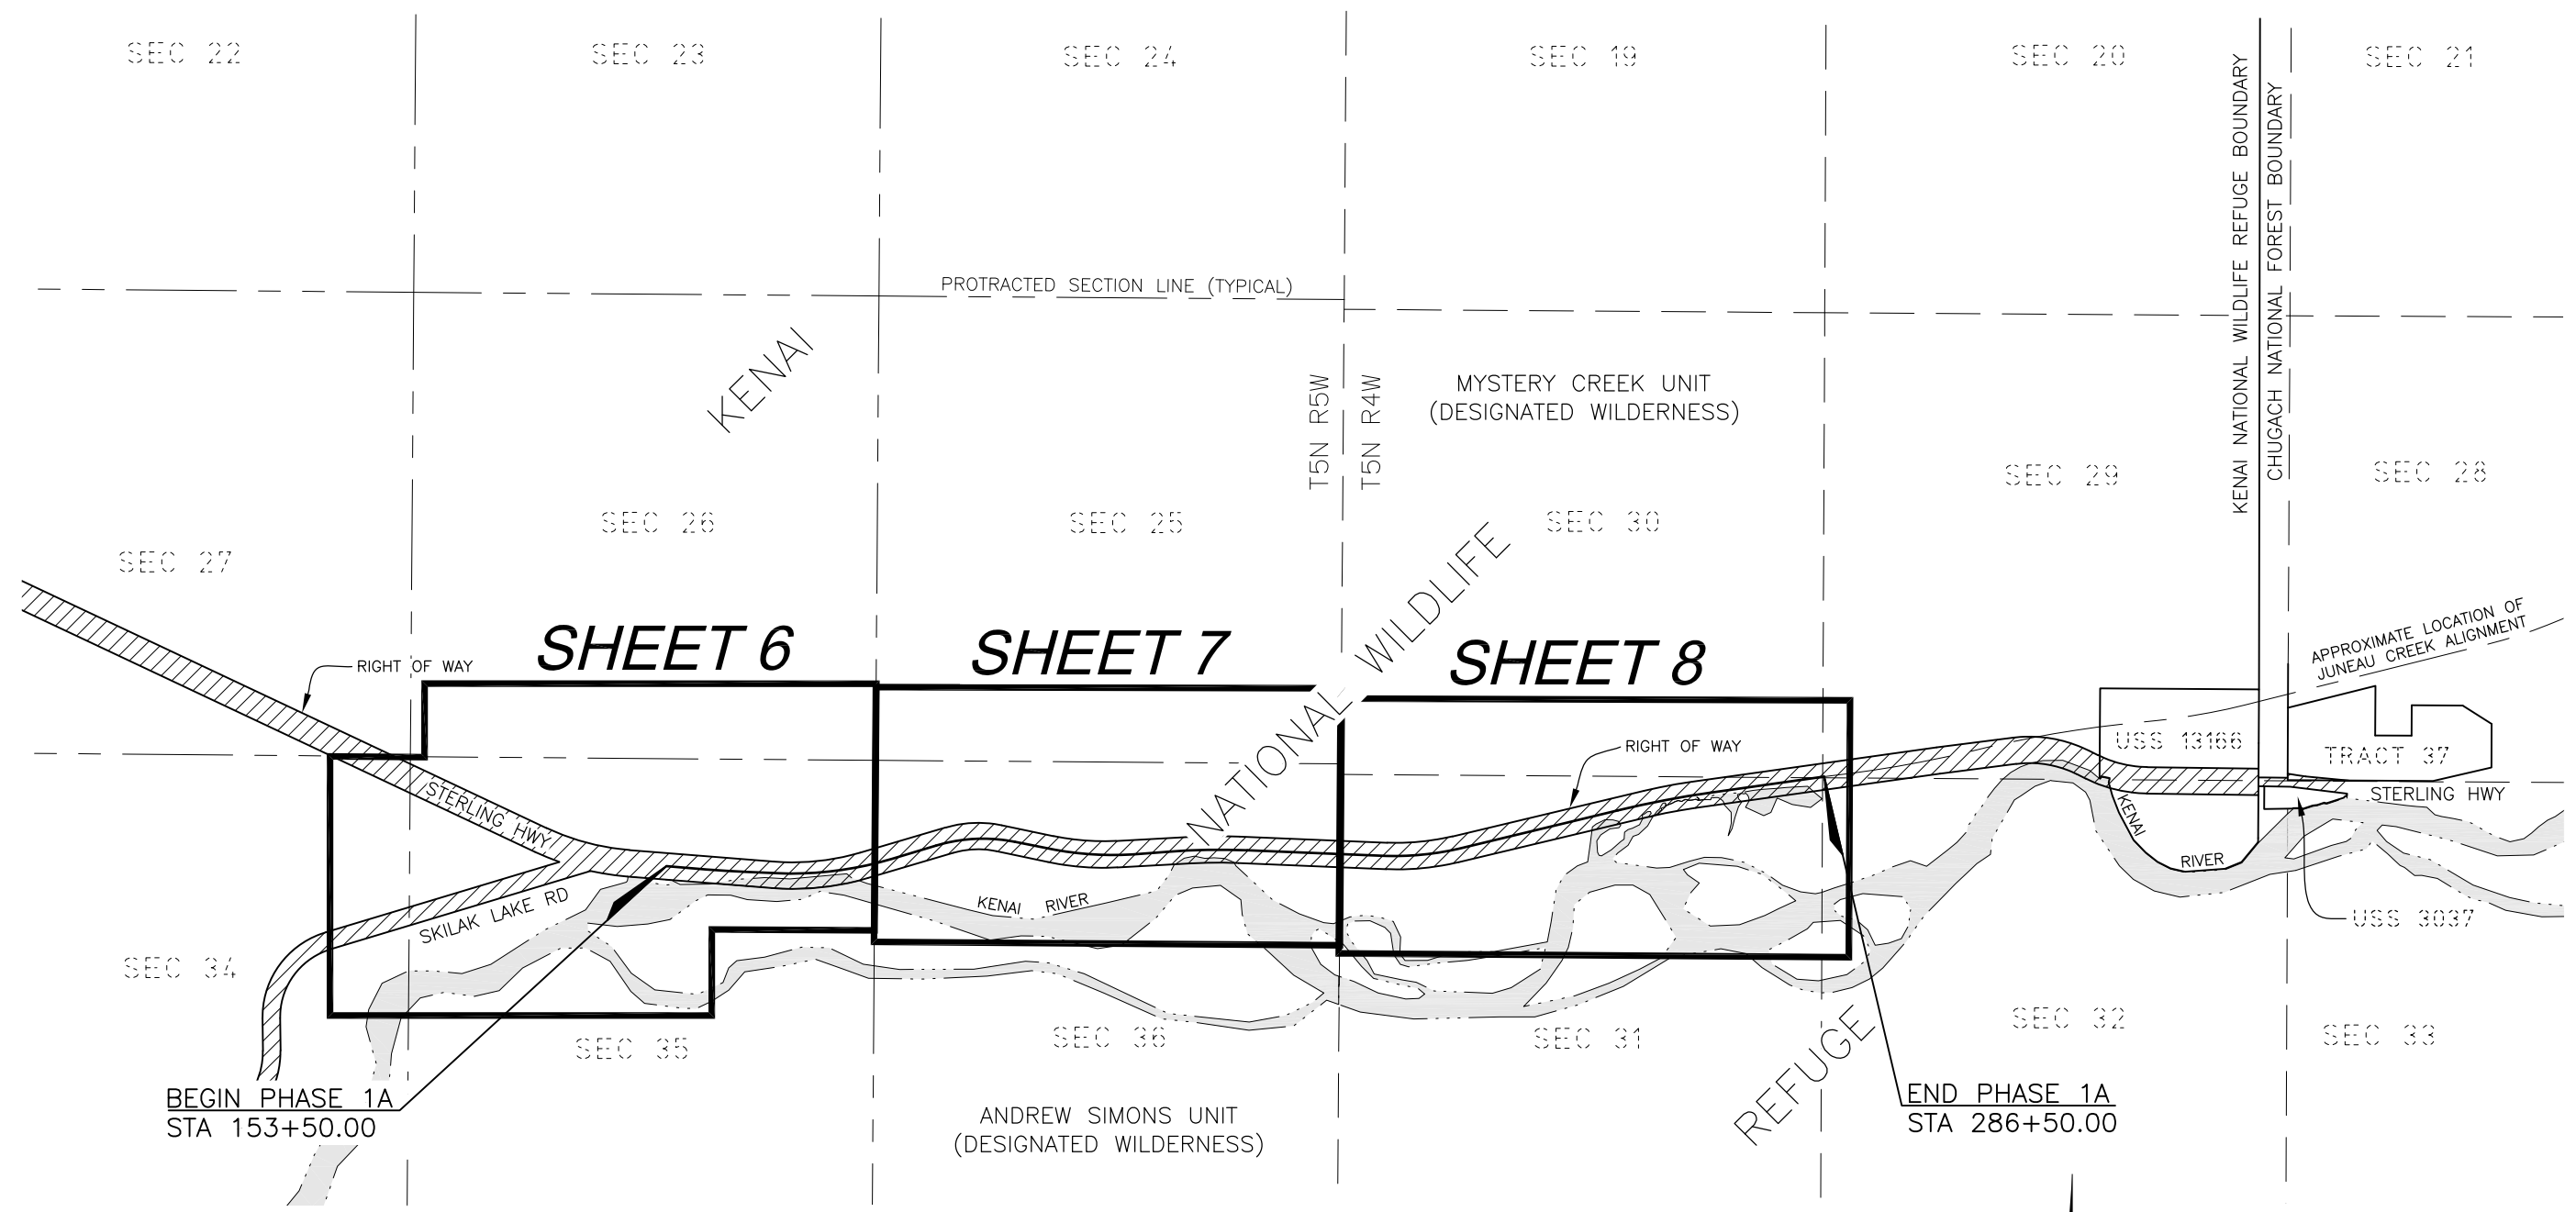 SEC 22
SEC 23
SEC 24
SEC 19
SEC 20
SEC 21
KENAI NATIONAL WILDLIFE REFUGE BOUNDARY
CHUGACH NATIONAL FOREST BOUNDARY
PROTRACTED SECTION LINE (TYPICAL)
KENAI
T5N R5W
T5N R4W
MYSTERY CREEK UNIT
(DESIGNATED WILDERNESS)
SEC 27
SEC 26
SEC 25
SEC 30
SEC 29
SEC 28
NATIONAL WILDLIFE
RIGHT OF WAY
SHEET 6
SHEET 7
SHEET 8
APPROXIMATE LOCATION OF
JUNEAU CREEK ALIGNMENT
RIGHT OF WAY
USS 13166
TRACT 37
STERLING HWY
STERLING HWY
SKILAK LAKE RD
KENAI RIVER
KENAI
RIVER
USS 3037
SEC 34
SEC 35
SEC 36
SEC 31
SEC 32
SEC 33
REFUGE
BEGIN PHASE 1A
STA 153+50.00
ANDREW SIMONS UNIT
(DESIGNATED WILDERNESS)
END PHASE 1A
STA 286+50.00